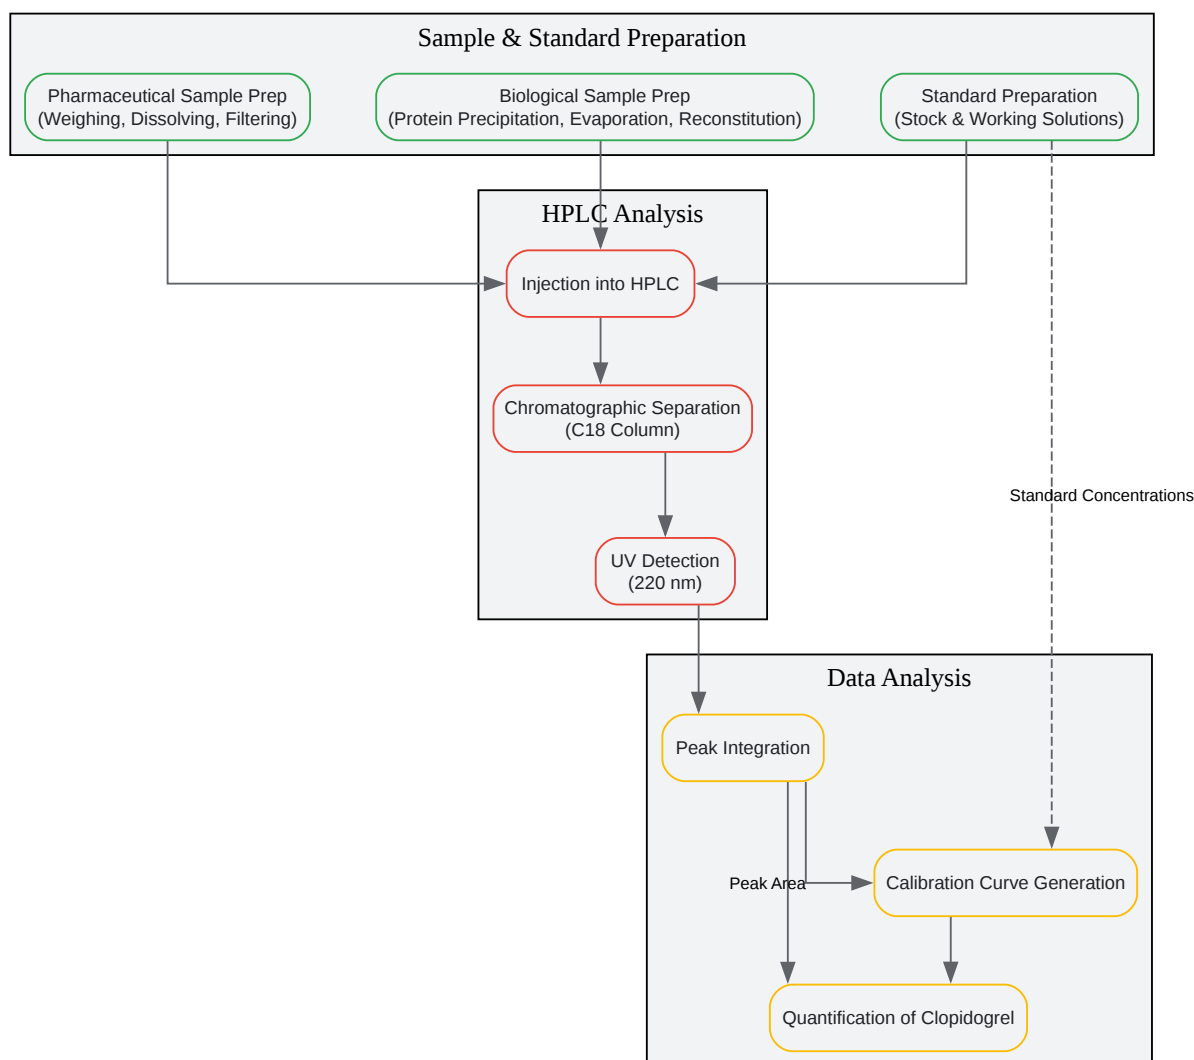 Sample & Standard Preparation
Pharmaceutical Sample Prep
(Weighing, Dissolving, Filtering)
Biological Sample Prep
(Protein Precipitation, Evaporation, Reconstitution)
Standard Preparation
(Stock & Working Solutions)
HPLC Analysis
Injection into HPLC
Chromatographic Separation
(C18 Column)
Standard Concentrations
UV Detection
(220 nm)
Data Analysis
Peak Integration
Peak Area
Calibration Curve Generation
Quantification of Clopidogrel